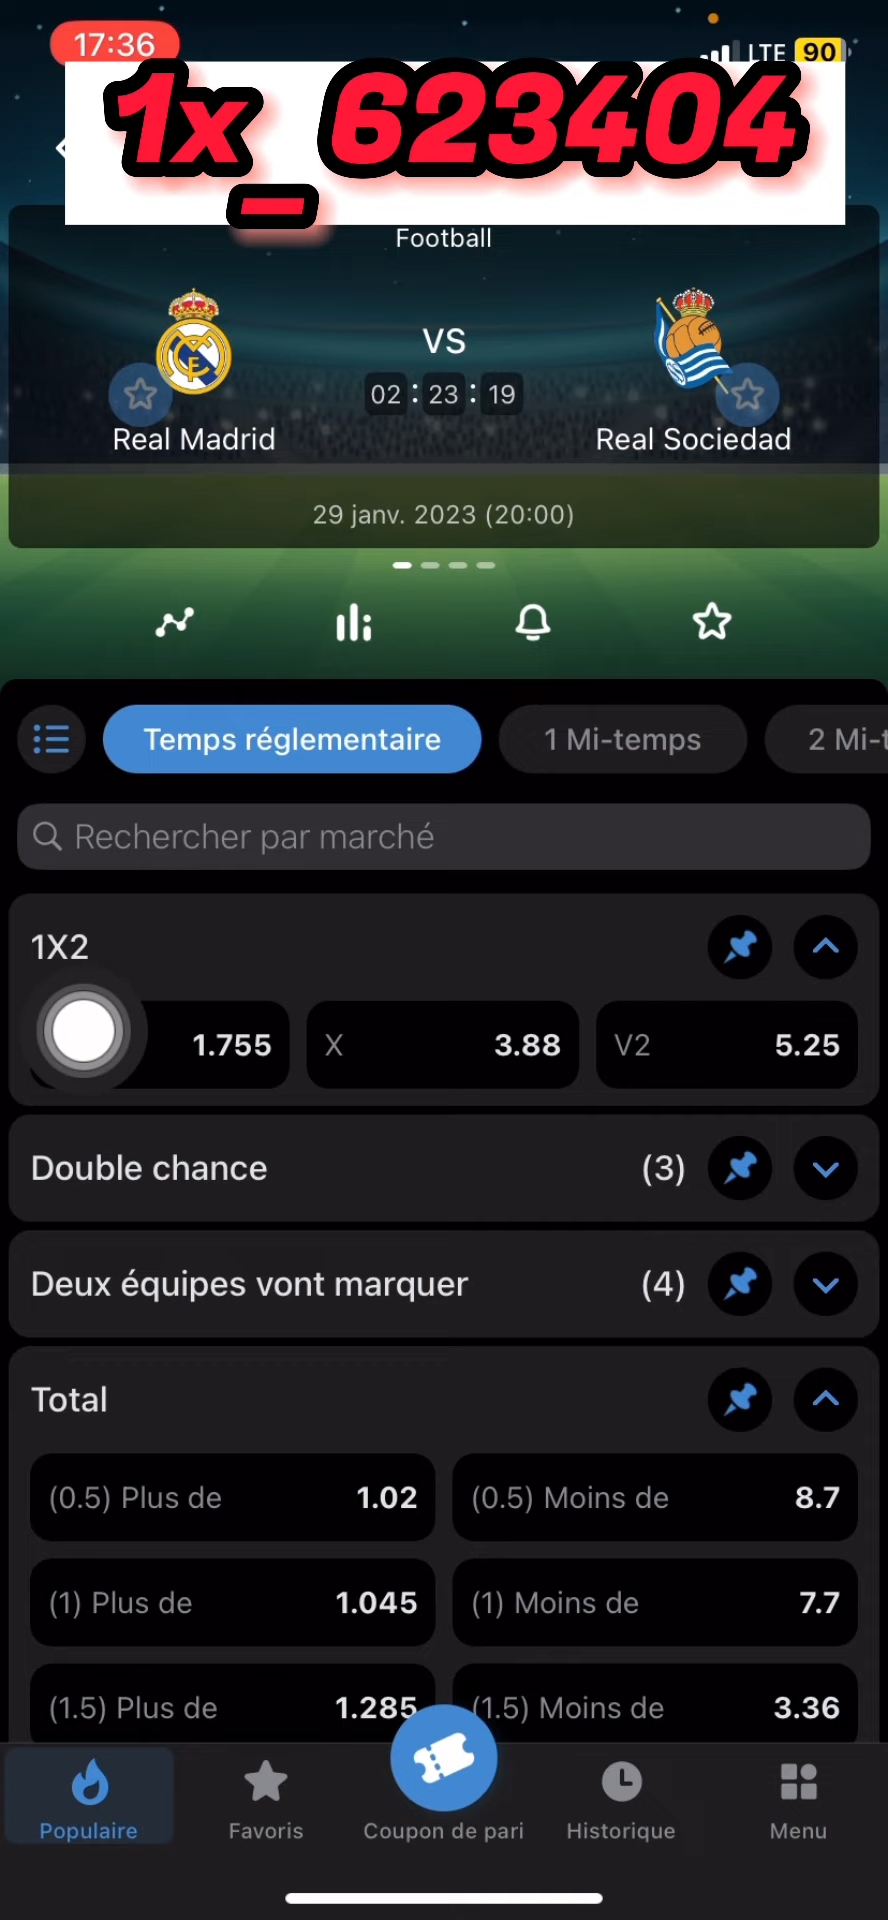 17:36
LTE 90
1x_623404
Football
VS
02 : 23 : 19
Real Madrid
Real Sociedad
29 janv. 2023 (20:00)
Temps réglementaire
1 Mi-temps
2 Mi-t
Rechercher par marché
1X2
1.755
X 3.88
V2 5.25
Double chance (3)
Deux équipes vont marquer (4)
Total
(0.5) Plus de 1.02
(0.5) Moins de 8.7
(1) Plus de 1.045
(1) Moins de 7.7
(1.5) Plus de 1.285
(1.5) Moins de 3.36
Populaire
Favoris
Coupon de pari
Historique
Menu